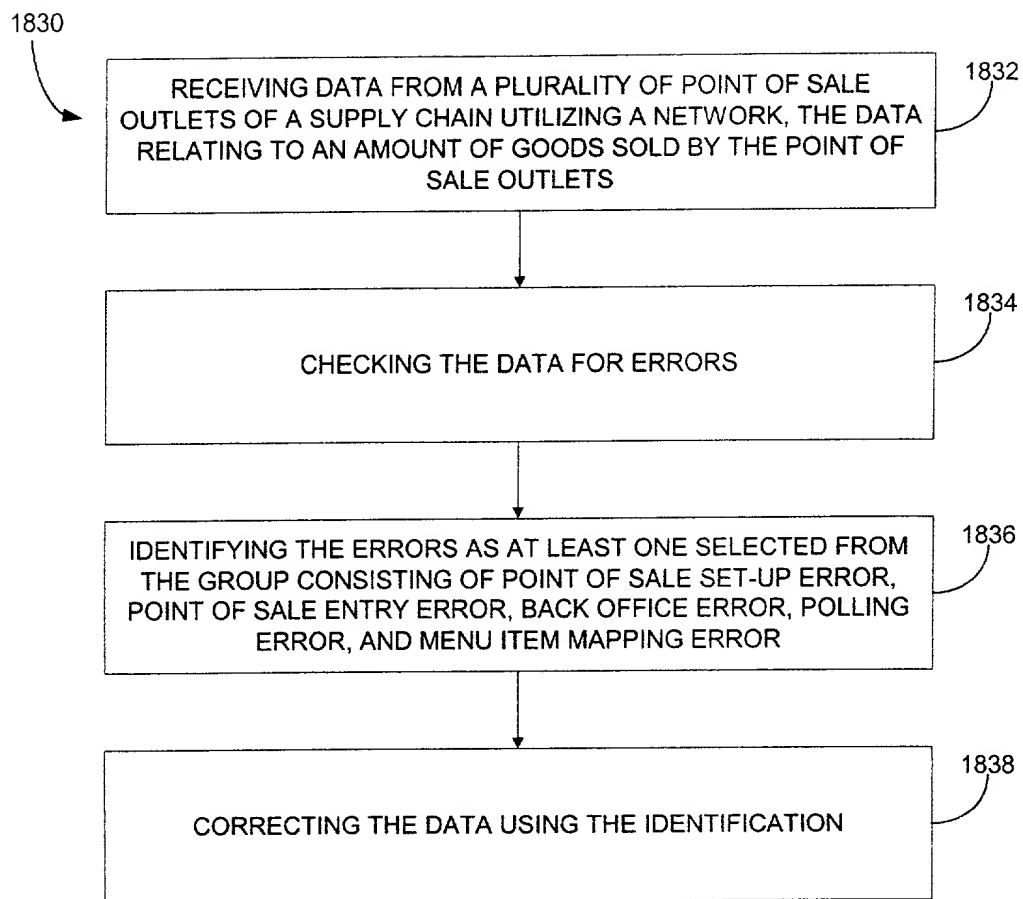 1830
RECEIVING DATA FROM A PLURALITY OF POINT OF SALE
OUTLETS OF A SUPPLY CHAIN UTILIZING A NETWORK, THE DATA
RELATING TO AN AMOUNT OF GOODS SOLD BY THE POINT OF
SALE OUTLETS
1832
CHECKING THE DATA FOR ERRORS
1834
IDENTIFYING THE ERRORS AS AT LEAST ONE SELECTED FROM
THE GROUP CONSISTING OF POINT OF SALE SET-UP ERROR,
POINT OF SALE ENTRY ERROR, BACK OFFICE ERROR, POLLING
ERROR, AND MENU ITEM MAPPING ERROR
1836
CORRECTING THE DATA USING THE IDENTIFICATION
1838